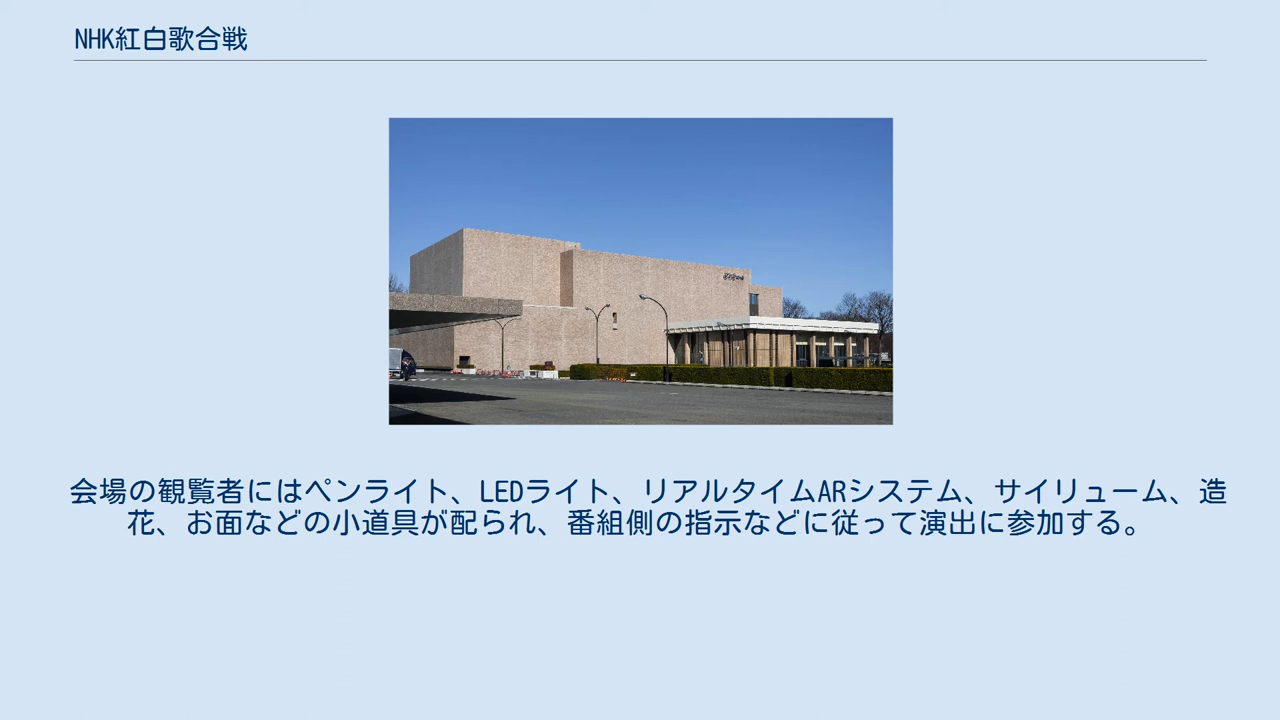 NHK紅白歌合戦
会場の観覧者にはペンライト、LEDライト、リアルタイムARシステム、サイリューム、造
花、お面などの小道具が配られ、番組側の指示などに従って演出に参加する。